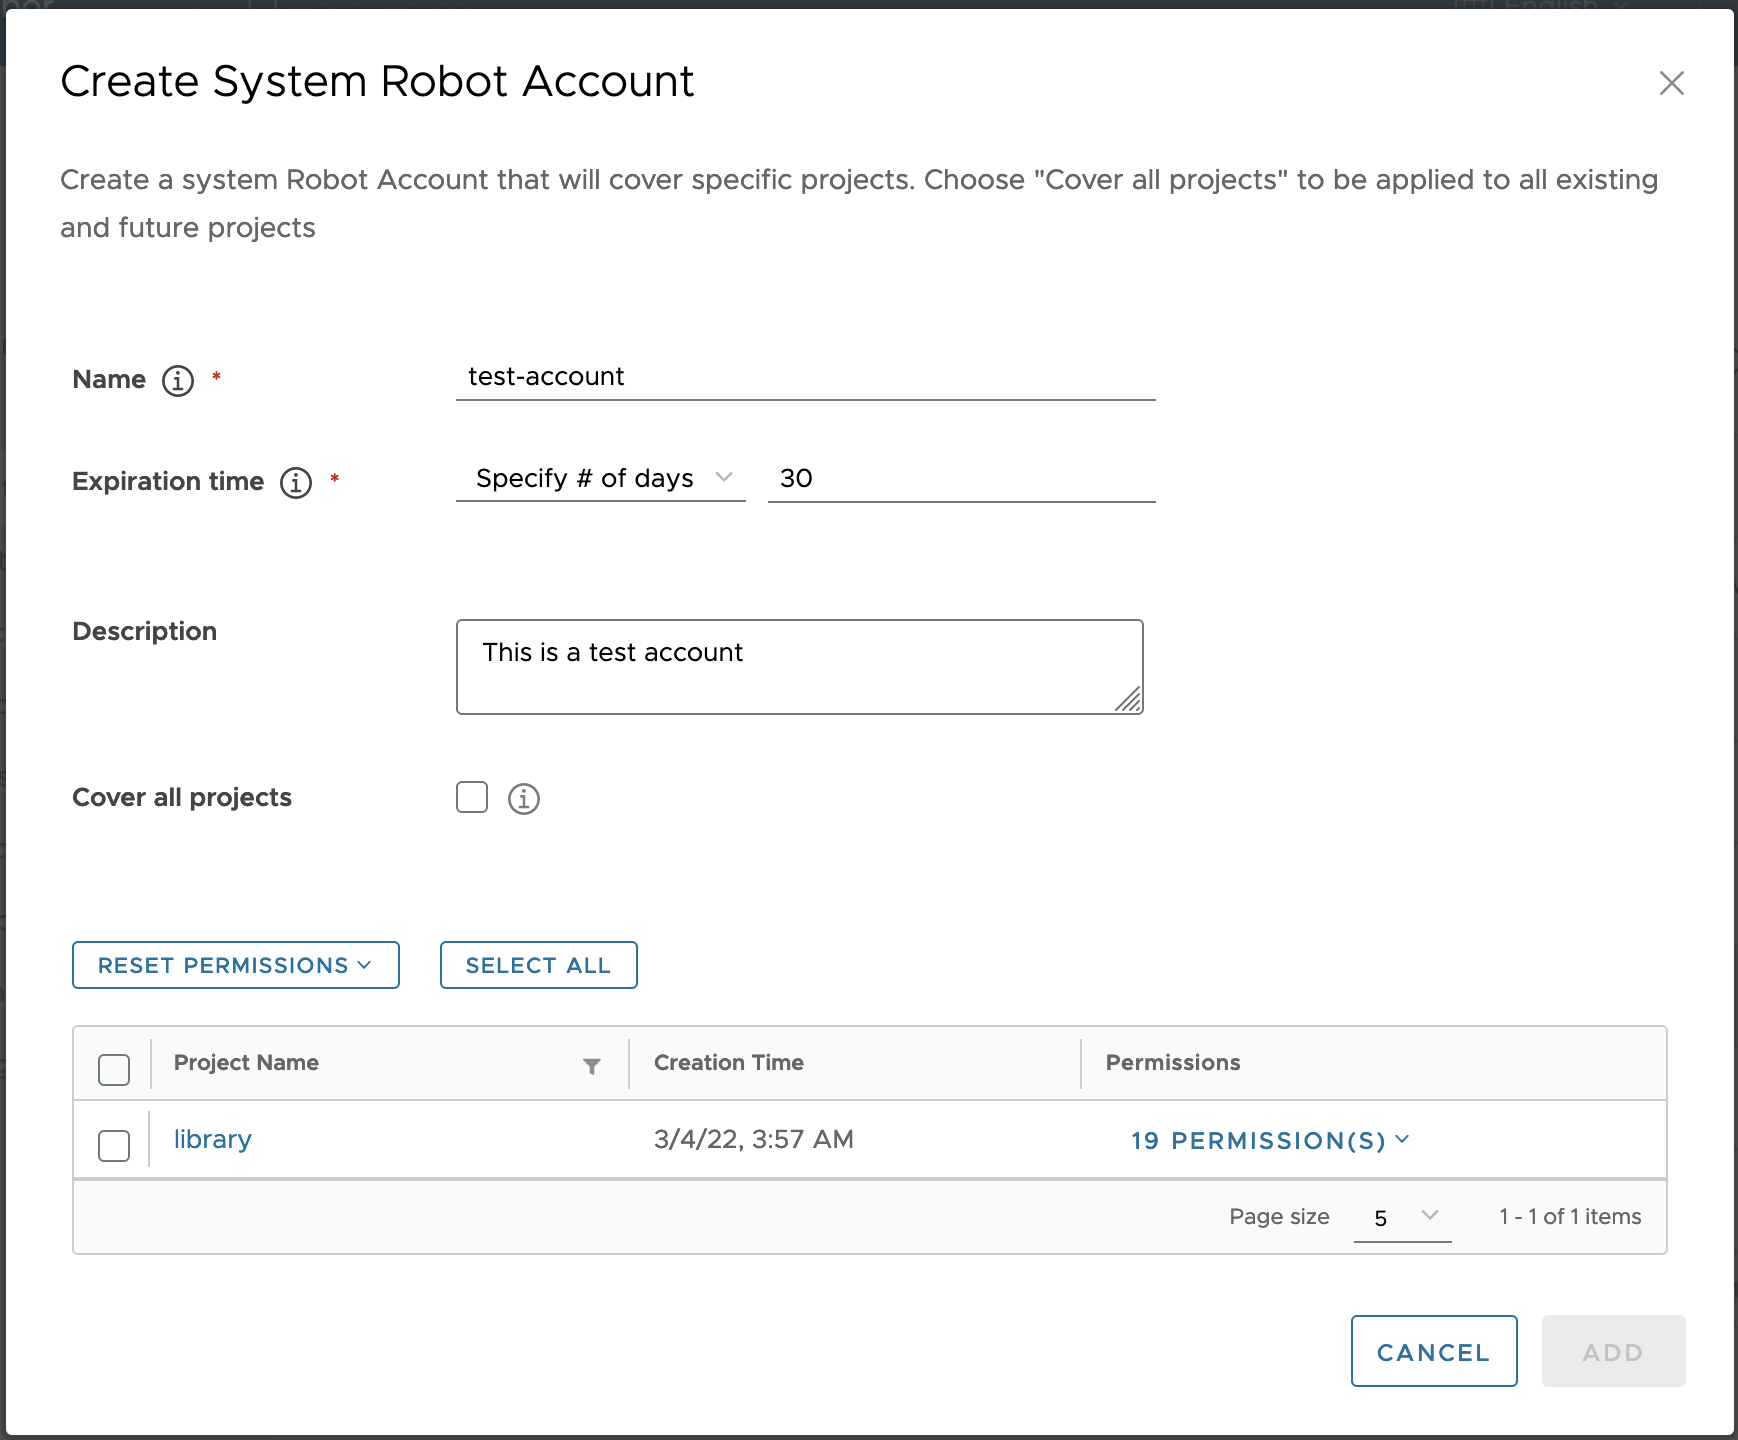 English
Create System Robot Account
Create a system Robot Account that will cover specific projects. Choose "Cover all projects" to be applied to all existing
and future projects
Name *
test-account
Expiration time *
Specify # of days
30
Description
This is a test account
Cover all projects
RESET PERMISSIONS
SELECT ALL
Project Name
Creation Time
Permissions
library
3/4/22, 3:57 AM
19 PERMISSION(S)
Page size
5
1 - 1 of 1 items
CANCEL
ADD